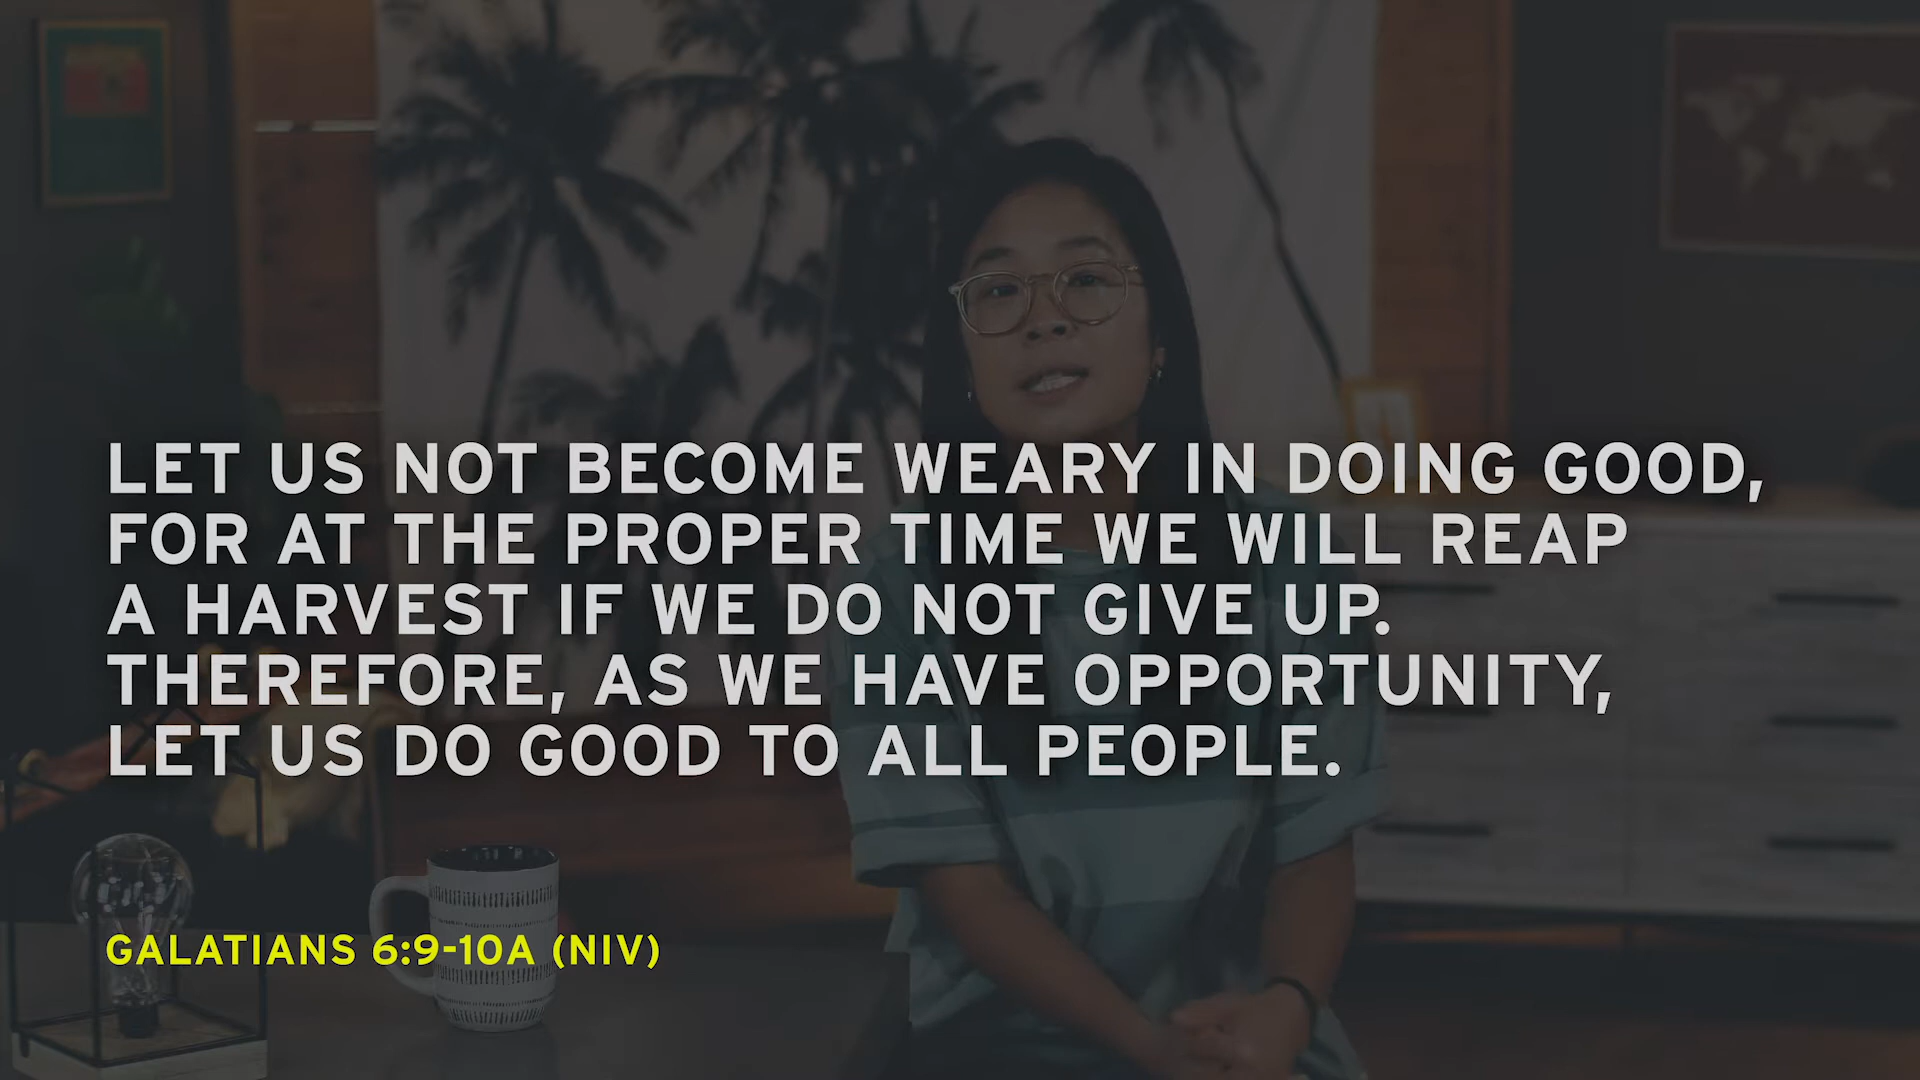 LET US NOT BECOME WEARY IN DOING GOOD,
FOR AT THE PROPER TIME WE WILL REAP
A HARVEST IF WE DO NOT GIVE UP.
THEREFORE, AS WE HAVE OPPORTUNITY,
LET US DO GOOD TO ALL PEOPLE.
GALATIANS 6:9-10A (NIV)